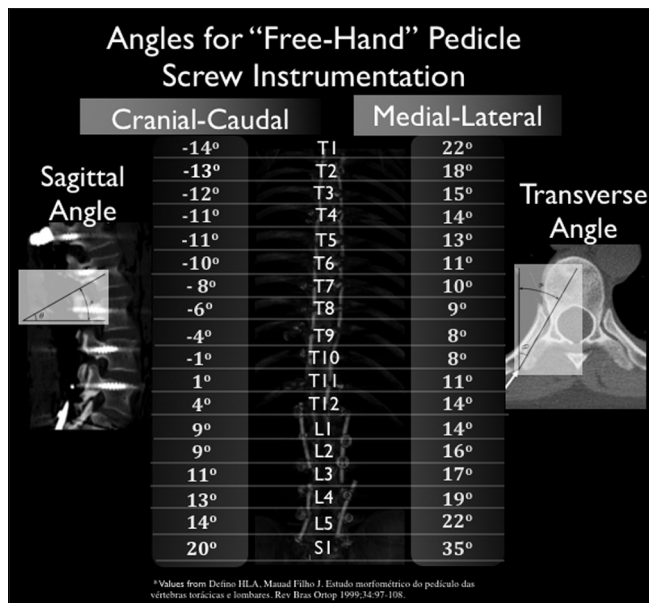 Angles for “Free-Hand” Pedicle
Screw Instrumentation
Cranial-Caudal Medial-Lateral
Sagittal
Angle
Transverse
Angle
-14º T1 22º
-13º T2 18º
-12º T3 15º
-11º T4 14º
-11º T5 13º
-10º T6 11º
- 8º T7 10º
-6º T8 9º
-4º T9 8º
-1º T10 8º
1º T11 11º
4º T12 14º
9º L1 14º
9º L2 16º
11º L3 17º
13º L4 19º
14º L5 22º
20º S1 35º
*Values from Defino HLA, Mauad Filho J. Estudo morfométrico do pedículo das
vértebras torácicas e lombares. Rev Bras Ortop 1999;34:97-108.